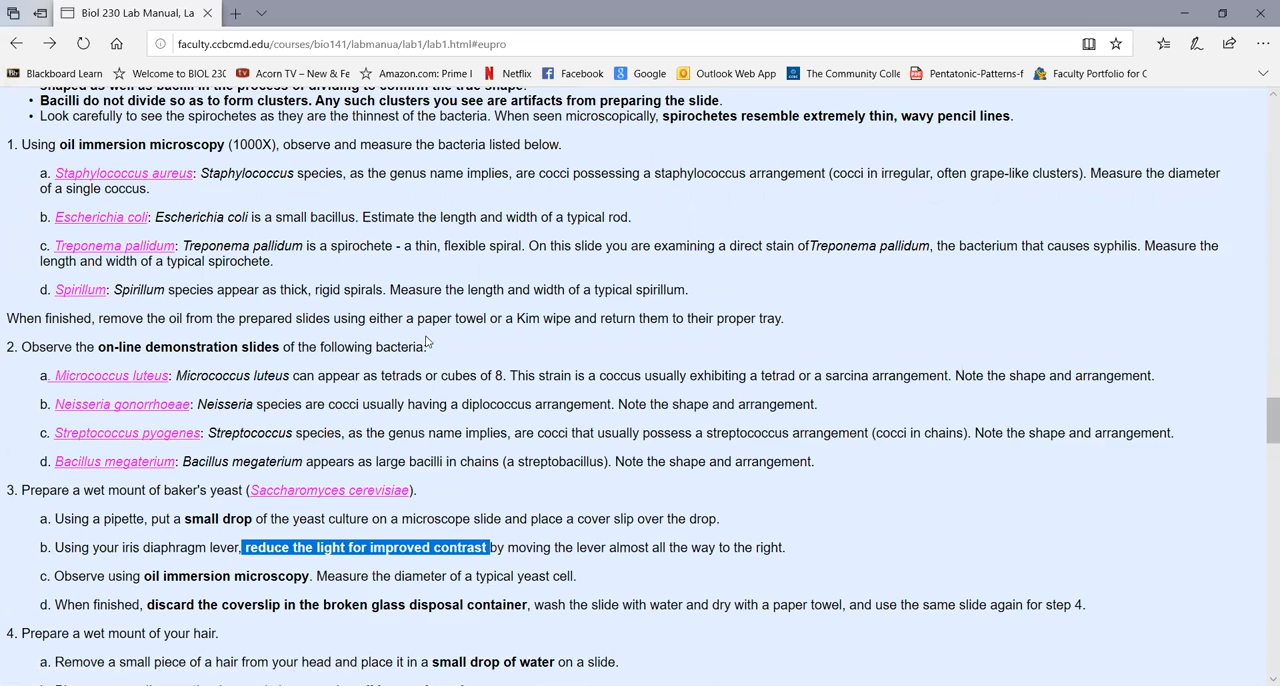 Biol 230 Lab Manual, La
faculty.ccbcmd.edu/courses/bio141/labmanua/lab1/lab1.html#eupro
Blackboard Learn Welcome to BIOL 230 Acorn TV – New & Fe Amazon.com: Prime I Netflix Facebook Google Outlook Web App The Community Colle Pentatonic-Patterns-f Faculty Portfolio for C
shaped as well as bacilli in the process of dividing to confirm the true shape.
• Bacilli do not divide so as to form clusters. Any such clusters you see are artifacts from preparing the slide.
• Look carefully to see the spirochetes as they are the thinnest of the bacteria. When seen microscopically, spirochetes resemble extremely thin, wavy pencil lines.
1. Using oil immersion microscopy (1000X), observe and measure the bacteria listed below.
a. Staphylococcus aureus: Staphylococcus species, as the genus name implies, are cocci possessing a staphylococcus arrangement (cocci in irregular, often grape-like clusters). Measure the diameter
of a single coccus.
b. Escherichia coli: Escherichia coli is a small bacillus. Estimate the length and width of a typical rod.
c. Treponema pallidum: Treponema pallidum is a spirochete - a thin, flexible spiral. On this slide you are examining a direct stain ofTreponema pallidum, the bacterium that causes syphilis. Measure the
length and width of a typical spirochete.
d. Spirillum: Spirillum species appear as thick, rigid spirals. Measure the length and width of a typical spirillum.
When finished, remove the oil from the prepared slides using either a paper towel or a Kim wipe and return them to their proper tray.
2. Observe the on-line demonstration slides of the following bacteria:
a. Micrococcus luteus: Micrococcus luteus can appear as tetrads or cubes of 8. This strain is a coccus usually exhibiting a tetrad or a sarcina arrangement. Note the shape and arrangement.
b. Neisseria gonorrhoeae: Neisseria species are cocci usually having a diplococcus arrangement. Note the shape and arrangement.
c. Streptococcus pyogenes: Streptococcus species, as the genus name implies, are cocci that usually possess a streptococcus arrangement (cocci in chains). Note the shape and arrangement.
d. Bacillus megaterium: Bacillus megaterium appears as large bacilli in chains (a streptobacillus). Note the shape and arrangement.
3. Prepare a wet mount of baker's yeast (Saccharomyces cerevisiae).
a. Using a pipette, put a small drop of the yeast culture on a microscope slide and place a cover slip over the drop.
b. Using your iris diaphragm lever, reduce the light for improved contrast by moving the lever almost all the way to the right.
c. Observe using oil immersion microscopy. Measure the diameter of a typical yeast cell.
d. When finished, discard the coverslip in the broken glass disposal container, wash the slide with water and dry with a paper towel, and use the same slide again for step 4.
4. Prepare a wet mount of your hair.
a. Remove a small piece of a hair from your head and place it in a small drop of water on a slide.